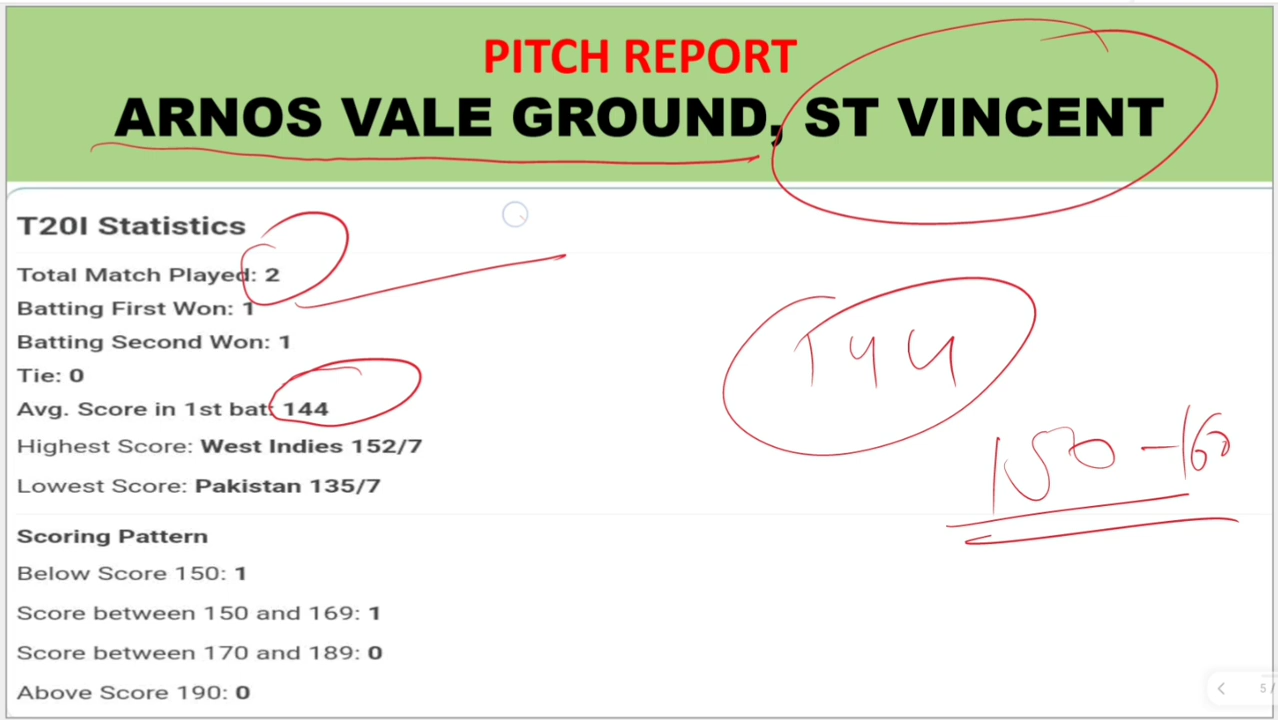 PITCH REPORT
ARNOS VALE GROUND, ST VINCENT
T20I Statistics
Total Match Played: 2
Batting First Won: 1
Batting Second Won: 1
Tie: 0
Avg. Score in 1st bat: 144
Highest Score: West Indies 152/7
Lowest Score: Pakistan 135/7
144
150-160
Scoring Pattern
Below Score 150: 1
Score between 150 and 169: 1
Score between 170 and 189: 0
Above Score 190: 0
5 /